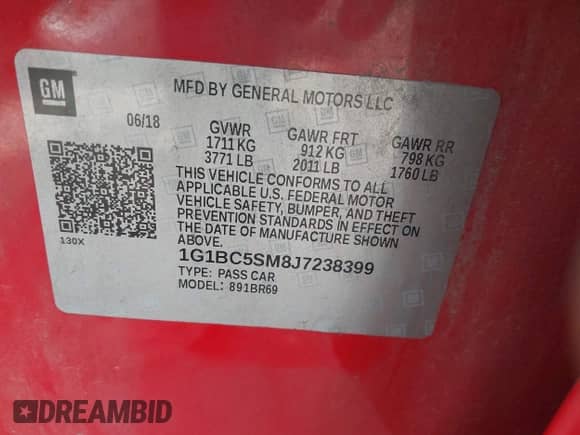 GM
MFD BY GENERAL MOTORS LLC
06/18
GVWR GAWR FRT GAWR RR
1711 KG 912 KG 798 KG
3771 LB 2011 LB 1760 LB
THIS VEHICLE CONFORMS TO ALL
APPLICABLE U.S. FEDERAL MOTOR
VEHICLE SAFETY, BUMPER, AND THEFT
PREVENTION STANDARDS IN EFFECT ON
THE DATE OF MANUFACTURE SHOWN
ABOVE.
130X
1G1BC5SM8J7238399
TYPE: PASS CAR
MODEL: 891BR69
DREAMBID